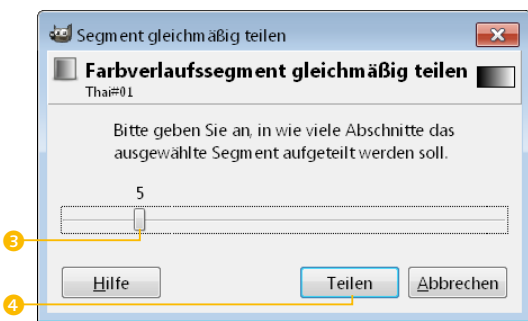 Segment gleichmäßig teilen
Farbverlaufssegment gleichmäßig teilen
Thai#01
Bitte geben Sie an, in wie viele Abschnitte das
ausgewählte Segment aufgeteilt werden soll.
5
3
Hilfe
Teilen
Abbrechen
4